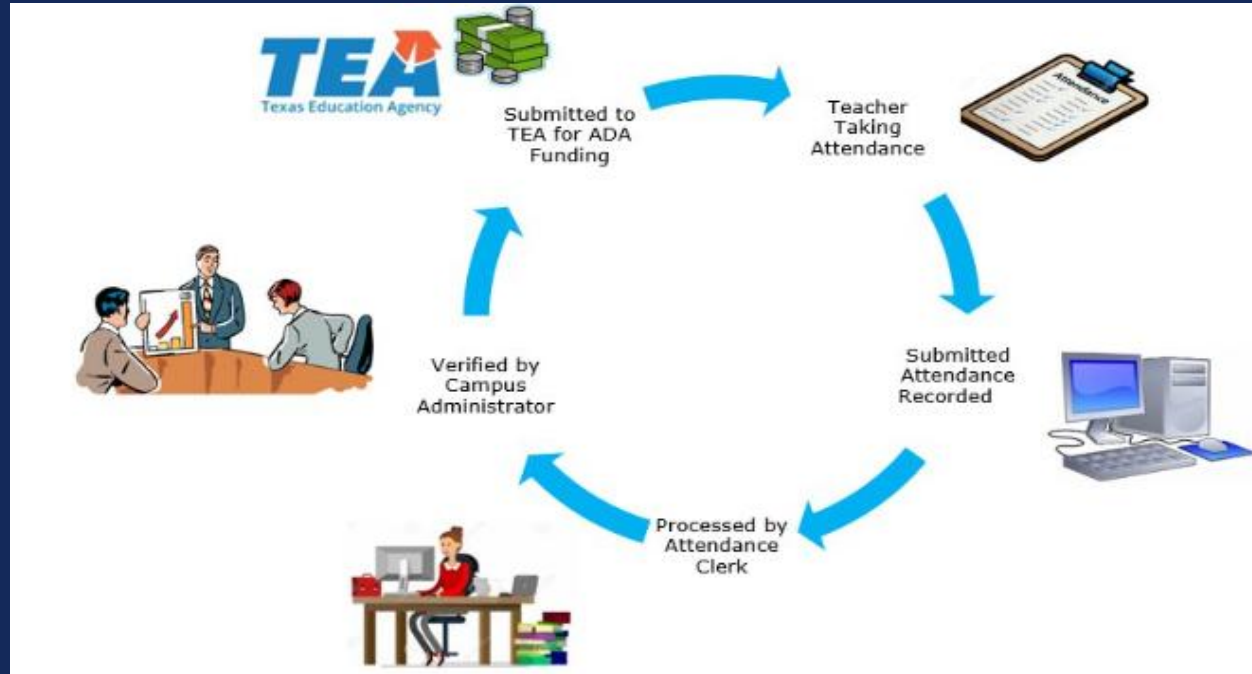 TEA
Texas Education Agency
Submitted to
TEA for ADA
Funding
Teacher
Taking
Attendance
Attendance
Submitted
Attendance
Recorded
Processed by
Attendance
Clerk
Verified by
Campus
Administrator